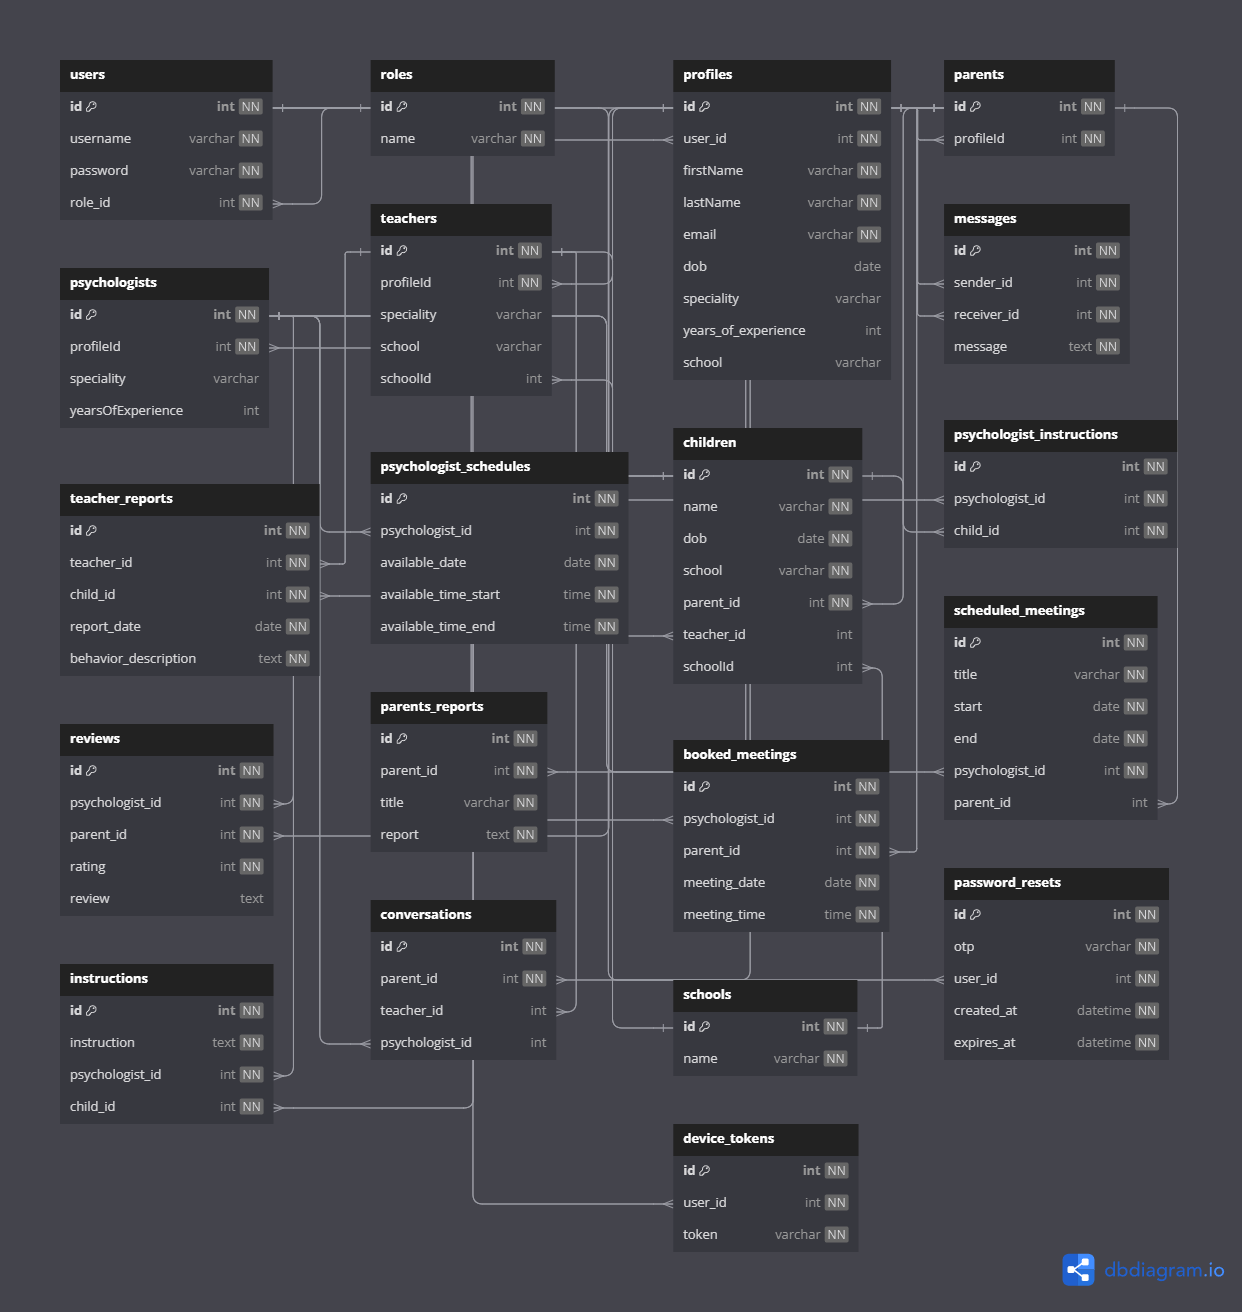 users
id int NN
username varchar NN
password varchar NN
role_id int NN
roles
id int NN
name varchar NN
profiles
id int NN
user_id int NN
firstName varchar NN
lastName varchar NN
email varchar NN
dob date
speciality varchar
years_of_experience int
school varchar
parents
id int NN
profileId int NN
teachers
id int NN
profileId int NN
speciality varchar
school varchar
schoolId int
messages
id int NN
sender_id int NN
receiver_id int NN
message text NN
psychologists
id int NN
profileId int NN
speciality varchar
yearsOfExperience int
psychologist_schedules
id int NN
psychologist_id int NN
available_date date NN
available_time_start time NN
available_time_end time NN
children
id int NN
name varchar NN
dob date NN
school varchar NN
parent_id int NN
teacher_id int
schoolId int
psychologist_instructions
id int NN
psychologist_id int NN
child_id int NN
teacher_reports
id int NN
teacher_id int NN
child_id int NN
report_date date NN
behavior_description text NN
scheduled_meetings
id int NN
title varchar NN
start date NN
end date NN
psychologist_id int NN
parent_id int
parents_reports
id int NN
parent_id int NN
title varchar NN
report text NN
reviews
id int NN
psychologist_id int NN
parent_id int NN
rating int NN
review text
booked_meetings
id int NN
psychologist_id int NN
parent_id int NN
meeting_date date NN
meeting_time time NN
password_resets
id int NN
otp varchar NN
user_id int NN
created_at datetime NN
expires_at datetime NN
conversations
id int NN
parent_id int NN
teacher_id int
psychologist_id int
instructions
id int NN
instruction text NN
psychologist_id int NN
child_id int NN
schools
id int NN
name varchar NN
device_tokens
id int NN
user_id int NN
token varchar NN
dbdiagram.io